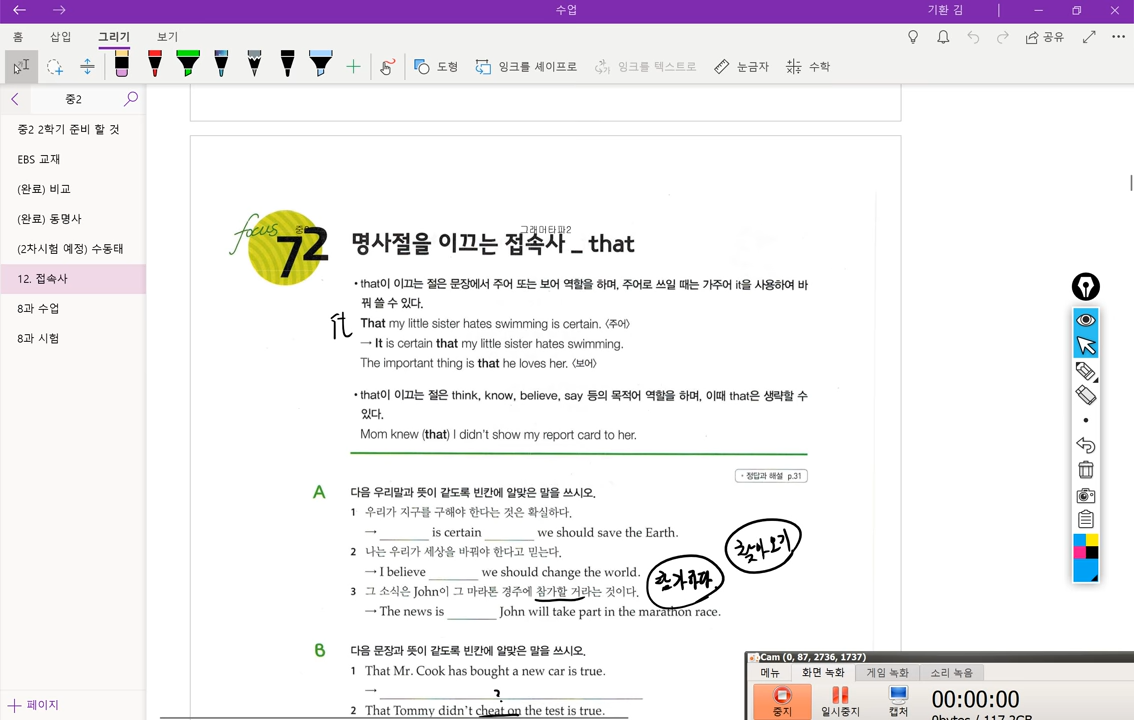 수업
기환 김
홈 삽입 그리기 보기
공유
도형 잉크를 셰이프로 잉크를 텍스트로 눈금자 수학
중2
중2 2학기 준비 할 것
EBS 교재
(완료) 비교
(완료) 동명사
(2차시험 예정) 수동태
12. 접속사
8과 수업
8과 시험
페이지
그래머타파2
focus 72 명사절을 이끄는 접속사 _ that
• that이 이끄는 절은 문장에서 주어 또는 보어 역할을 하며, 주어로 쓰일 때는 가주어 it을 사용하여 바
꿔 쓸 수 있다.
it
That my little sister hates swimming is certain. 〈주어〉
→ It is certain that my little sister hates swimming.
The important thing is that he loves her. 〈보어〉
• that이 이끄는 절은 think, know, believe, say 등의 목적어 역할을 하며, 이때 that은 생략할 수
있다.
Mom knew (that) I didn't show my report card to her.
• 정답과 해설 p.31
A 다음 우리말과 뜻이 같도록 빈칸에 알맞은 말을 쓰시오.
1 우리가 지구를 구해야 한다는 것은 확실하다.
→ ________ is certain ________ we should save the Earth.
찾아오기
2 나는 우리가 세상을 바꿔야 한다고 믿는다.
→ I believe ________ we should change the world.
참가하다
3 그 소식은 John이 그 마라톤 경주에 참가할 거라는 것이다.
→ The news is ________ John will take part in the marathon race.
B 다음 문장과 뜻이 같도록 빈칸에 알맞은 말을 쓰시오.
1 That Mr. Cook has bought a new car is true.
→ ________
?
2 That Tommy didn't cheat on the test is true.
oCam (0, 87, 2736, 1737)
메뉴 화면 녹화 게임 녹화 소리 녹음
중지 일시중지 캡처
00:00:00
0bytes / 117.2GB